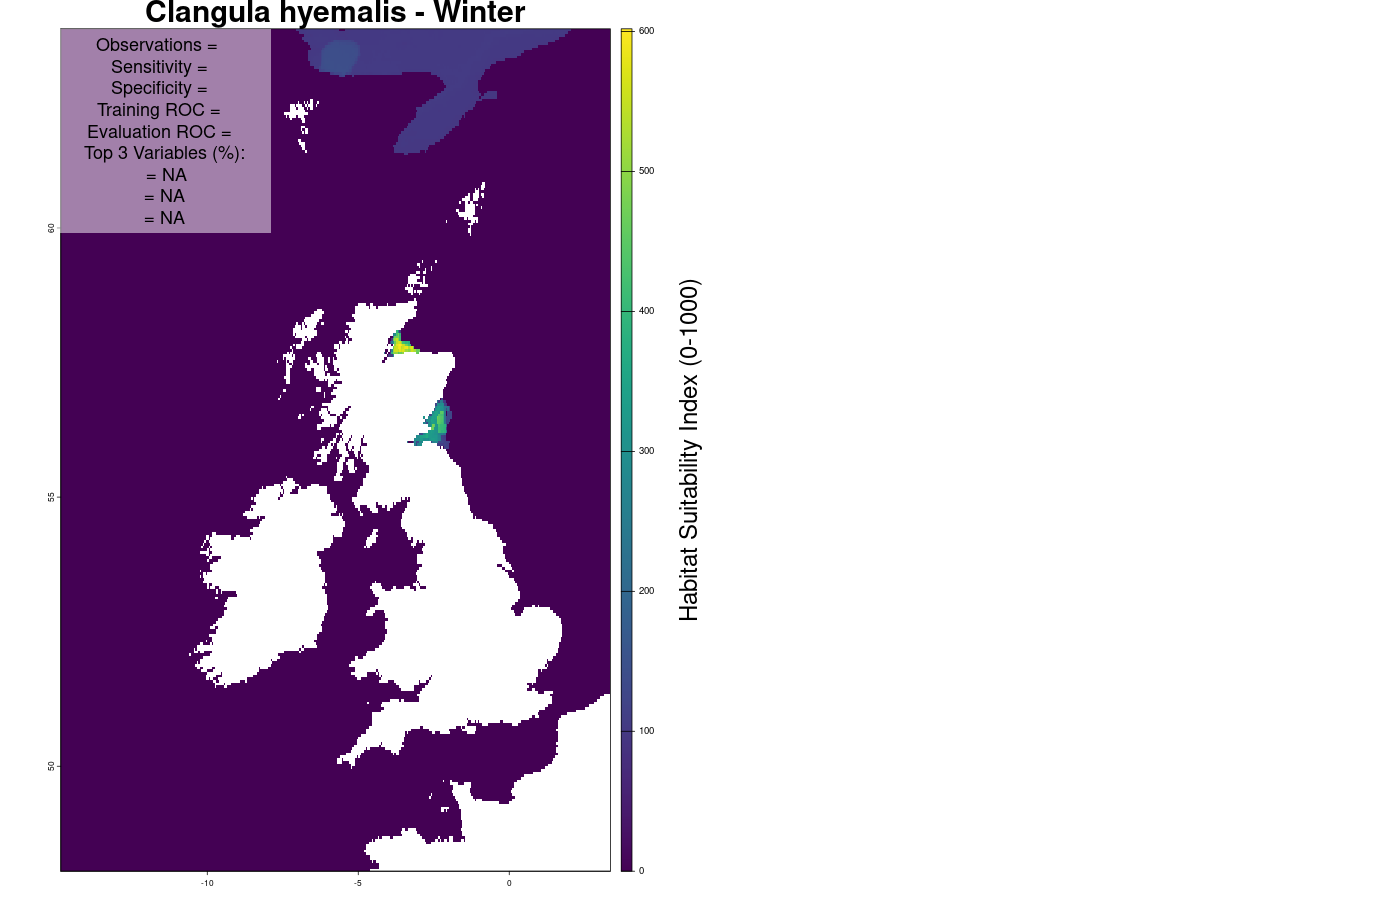 Clangula hyemalis - Winter
Observations =
Sensitivity =
Specificity =
Training ROC =
Evaluation ROC =
Top 3 Variables (%):
= NA
= NA
= NA
60
55
50
-10
-5
0
600
500
400
300
200
100
0
Habitat Suitability Index (0-1000)